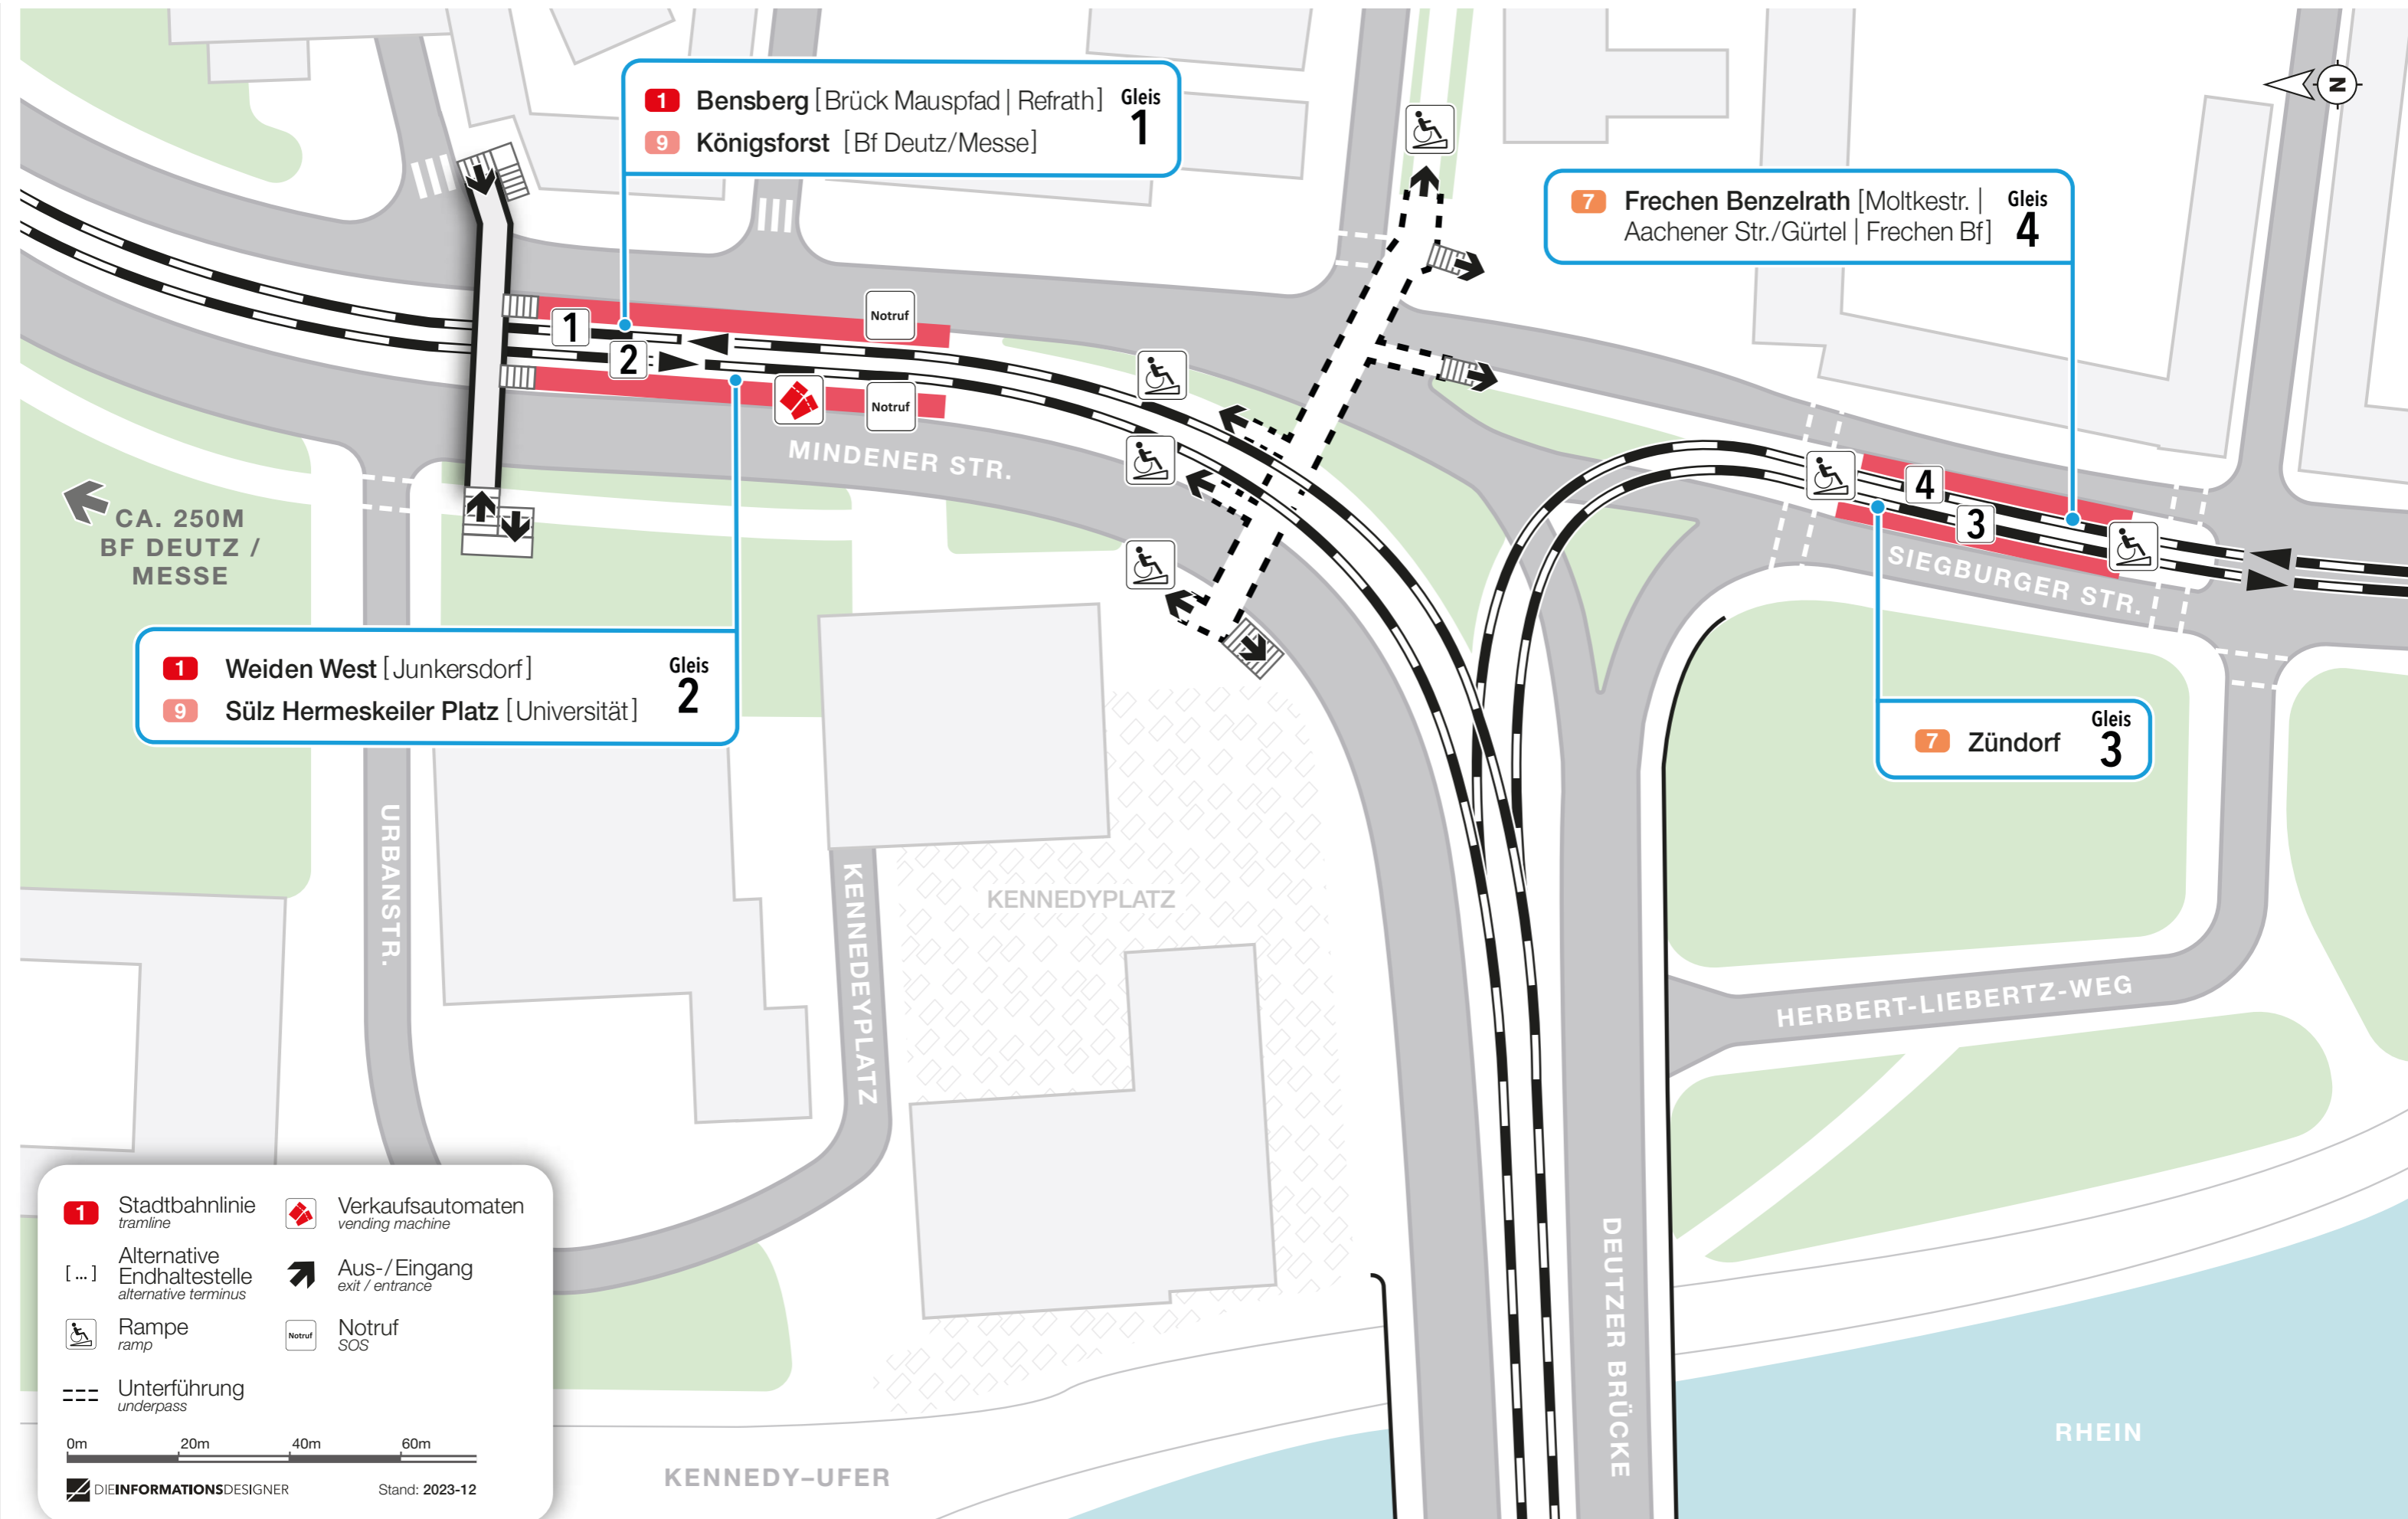 1 Bensberg [Brück Mauspfad | Refrath] Gleis 1
9 Königsforst [Bf Deutz/Messe]
N
7 Frechen Benzelrath [Moltkestr. | Gleis 4
Aachener Str./Gürtel | Frechen Bf]
Notruf
1
2
Notruf
MINDENER STR.
4
3
SIEGBURGER STR.
CA. 250M
BF DEUTZ /
MESSE
1 Weiden West [Junkersdorf] Gleis 2
9 Sülz Hermeskeiler Platz [Universität]
7 Zündorf Gleis 3
URBANSTR.
KENNEDEYPLATZ
KENNEDYPLATZ
HERBERT-LIEBERTZ-WEG
DEUTZER BRÜCKE
RHEIN
KENNEDY-UFER
1 Stadtbahnlinie
tramline
[ ... ] Alternative
Endhaltestelle
alternative terminus
Rampe
ramp
Unterführung
underpass
Verkaufsautomaten
vending machine
Aus-/Eingang
exit / entrance
Notruf Notruf
SOS
0m 20m 40m 60m
DIEINFORMATIONSDESIGNER Stand: 2023-12